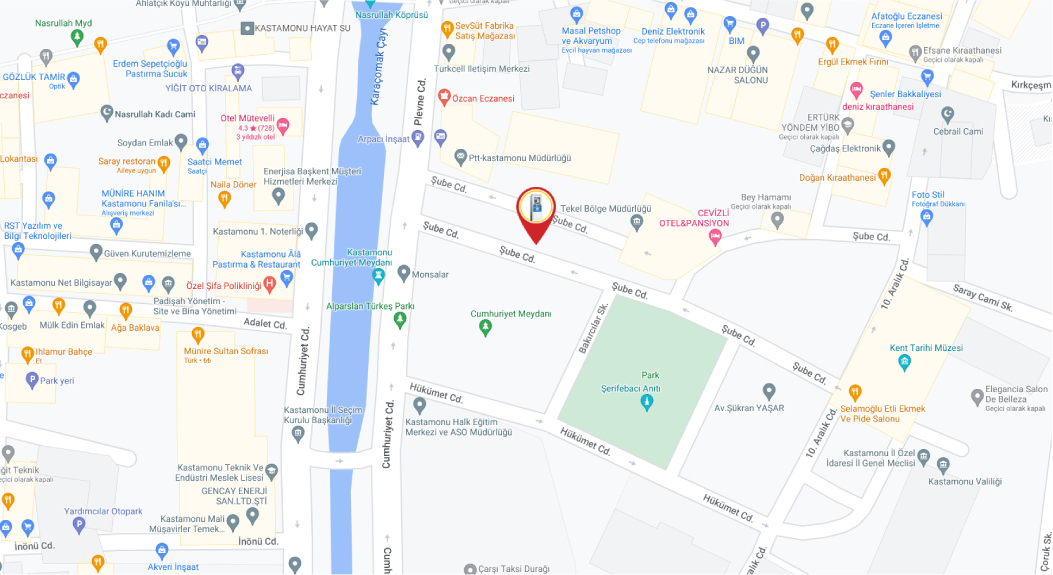 Ahlatçık Köyü Muhtarlığı
Nasrullah Köprüsü
Geçici olarak kapalı
Nasrullah Myd
KASTAMONU HAYAT SU
SevSüt Fabrika
Satış Mağazası
Masal Petshop
ve Akvaryum
Evcil hayvan mağazası
Deniz Elektronik
Cep telefonu mağazası
BIM
Afatoğlu Eczanesi
Eczane İçeren İşletme
Efsane Kıraathanesi
Geçici olarak kapalı
Erdem Sepetçioğlu
Pastırma Sucuk
Karaçomak Çayı
Turkcell İletişim Merkezi
NAZAR DÜĞÜN
SALONU
Ergül Ekmek Fırını
GÖZLÜK TAMİR
Optik
YİĞİT OTO KİRALAMA
Plevne Cd.
Özcan Eczanesi
Şenler Bakkaliyesi
deniz kıraathanesi
Kırkçeşm
czanesi
Nasrullah Kadı Cami
Otel Mütevelli
4.3 ★ (728)
3 yıldızlı otel
ERTÜRK
YÖNDEM YİBO
Geçici olarak kapalı
Cebrail Cami
Arpacı İnşaat
Soydan Emlak
Çağdaş Elektronik
Lokantası
Saray restoran
Aileye uygun
Saatci Memet
Saatçi
Ptt-kastamonu Müdürlüğü
Enerjisa Başkent Müşteri
Hizmetleri Merkezi
Doğan Kıraathanesi
MÜNİRE HANIM
Kastamonu Fanila's...
Alışveriş merkezi
Naila Döner
Şube Cd.
Bey Hamamı
Geçici olarak kapalı
Foto Stil
Fotoğraf Dükkanı
Tekel Bölge Müdürlüğü
CEVİZLİ
OTEL&PANSİYON
RST Yazılım ve
Bilgi Teknolojileri
Kastamonu 1. Noterliği
Şube Cd.
Şube Cd.
Şube Cd.
Güven Kurutemizleme
Kastamonu Âlâ
Pastırma & Restaurant
Kastamonu
Cumhuriyet Meydanı
Şube Cd.
Monsalar
Kastamonu Net Bilgisayar
Özel Şifa Polikliniği
10. Aralık Cd.
Saray Cami Sk.
Şube Cd.
Padişah Yönetim -
Site ve Bina Yönetimi
Alparslan Türkeş Parkı
Cumhuriyet Meydanı
Kosgeb
Mülk Edin Emlak
Ağa Baklava
Adalet Cd.
Bakırcılar Sk.
Şube Cd.
Ihlamur Bahçe
Et
Münire Sultan Sofrası
Türk • ₺₺
Cumhuriyet Cd.
Kent Tarihi Müzesi
Park yeri
Park
Şerifebacı Anıtı
Şube Cd.
Hükümet Cd.
Elegancia Salon
De Belleza
Geçici olarak kapalı
Av.Şükran YAŞAR
Selamoğlu Etli Ekmek
Ve Pide Salonu
Kastamonu İl Seçim
Kurulu Başkanlığı
Cumhuriyet Cd.
Kastamonu Halk Eğitim
Merkezi ve ASO Müdürlüğü
10. Aralık Cd.
Hükümet Cd.
Kastamonu İl Özel
İdaresi İl Genel Meclisi
Kastamonu Valiliği
ğit Teknik
Geçici olarak kapalı
Kastamonu Teknik Ve
Endüstri Meslek Lisesi
GENCAY ENERJİ
SAN.LTD.ŞTİ
Hükümet Cd.
Yardımcılar Otopark
Kastamonu Mali
Müşavirler Temek...
İnönü Cd.
İnönü Cd.
Akveri İnşaat
Çarşı Taksi Durağı
Aralık Cd.
Çoruk Sk.